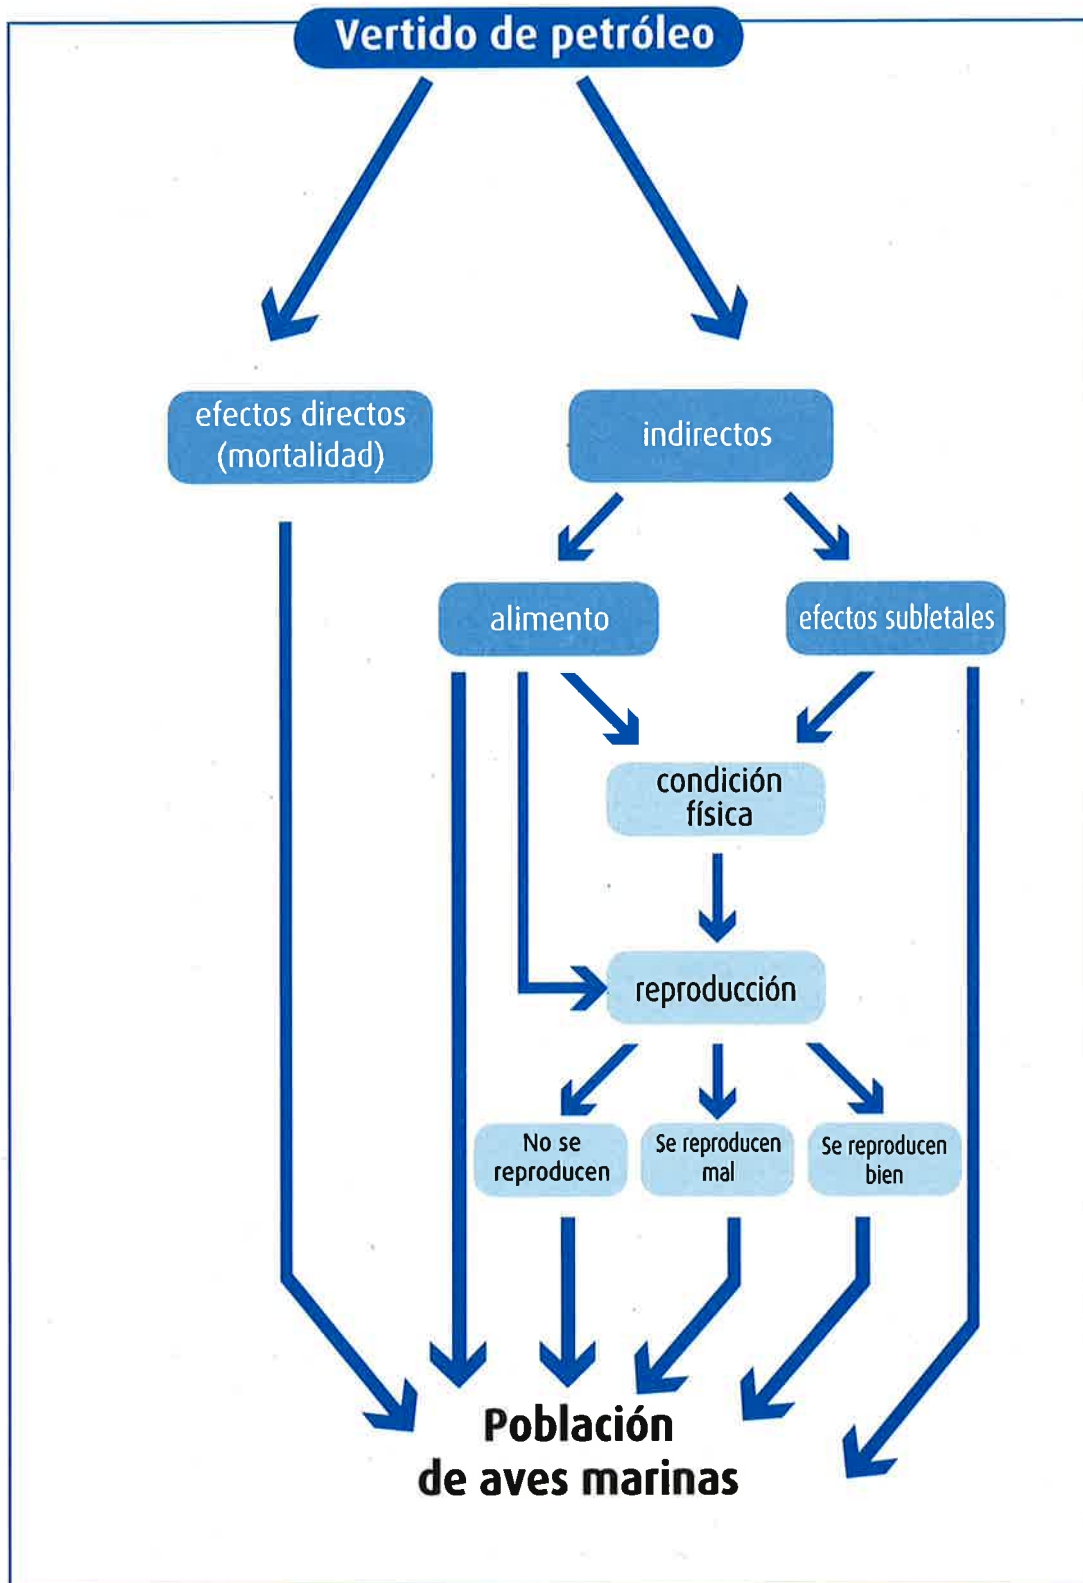 Vertido de petróleo
efectos directos
(mortalidad)
indirectos
alimento
efectos subletales
condición
física
reproducción
No se
reproducen
Se reproducen
mal
Se reproducen
bien
Población
de aves marinas